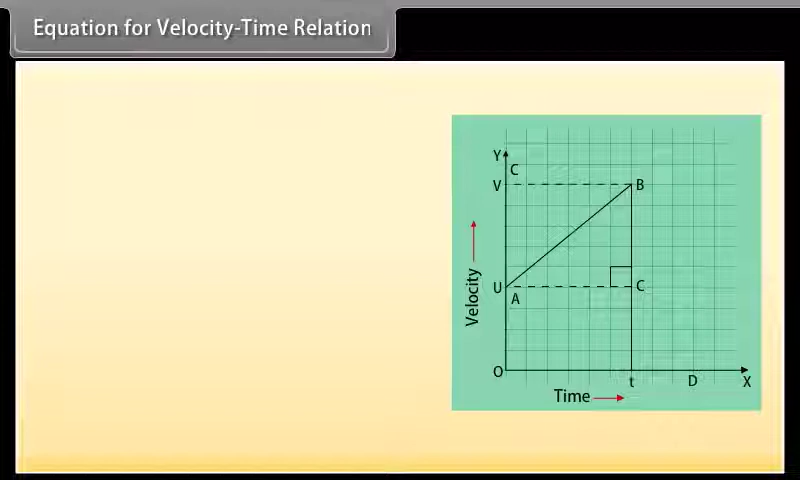 Equation for Velocity-Time Relation
Y
C
V
B
Velocity
U
A
C
O
t
D
X
Time